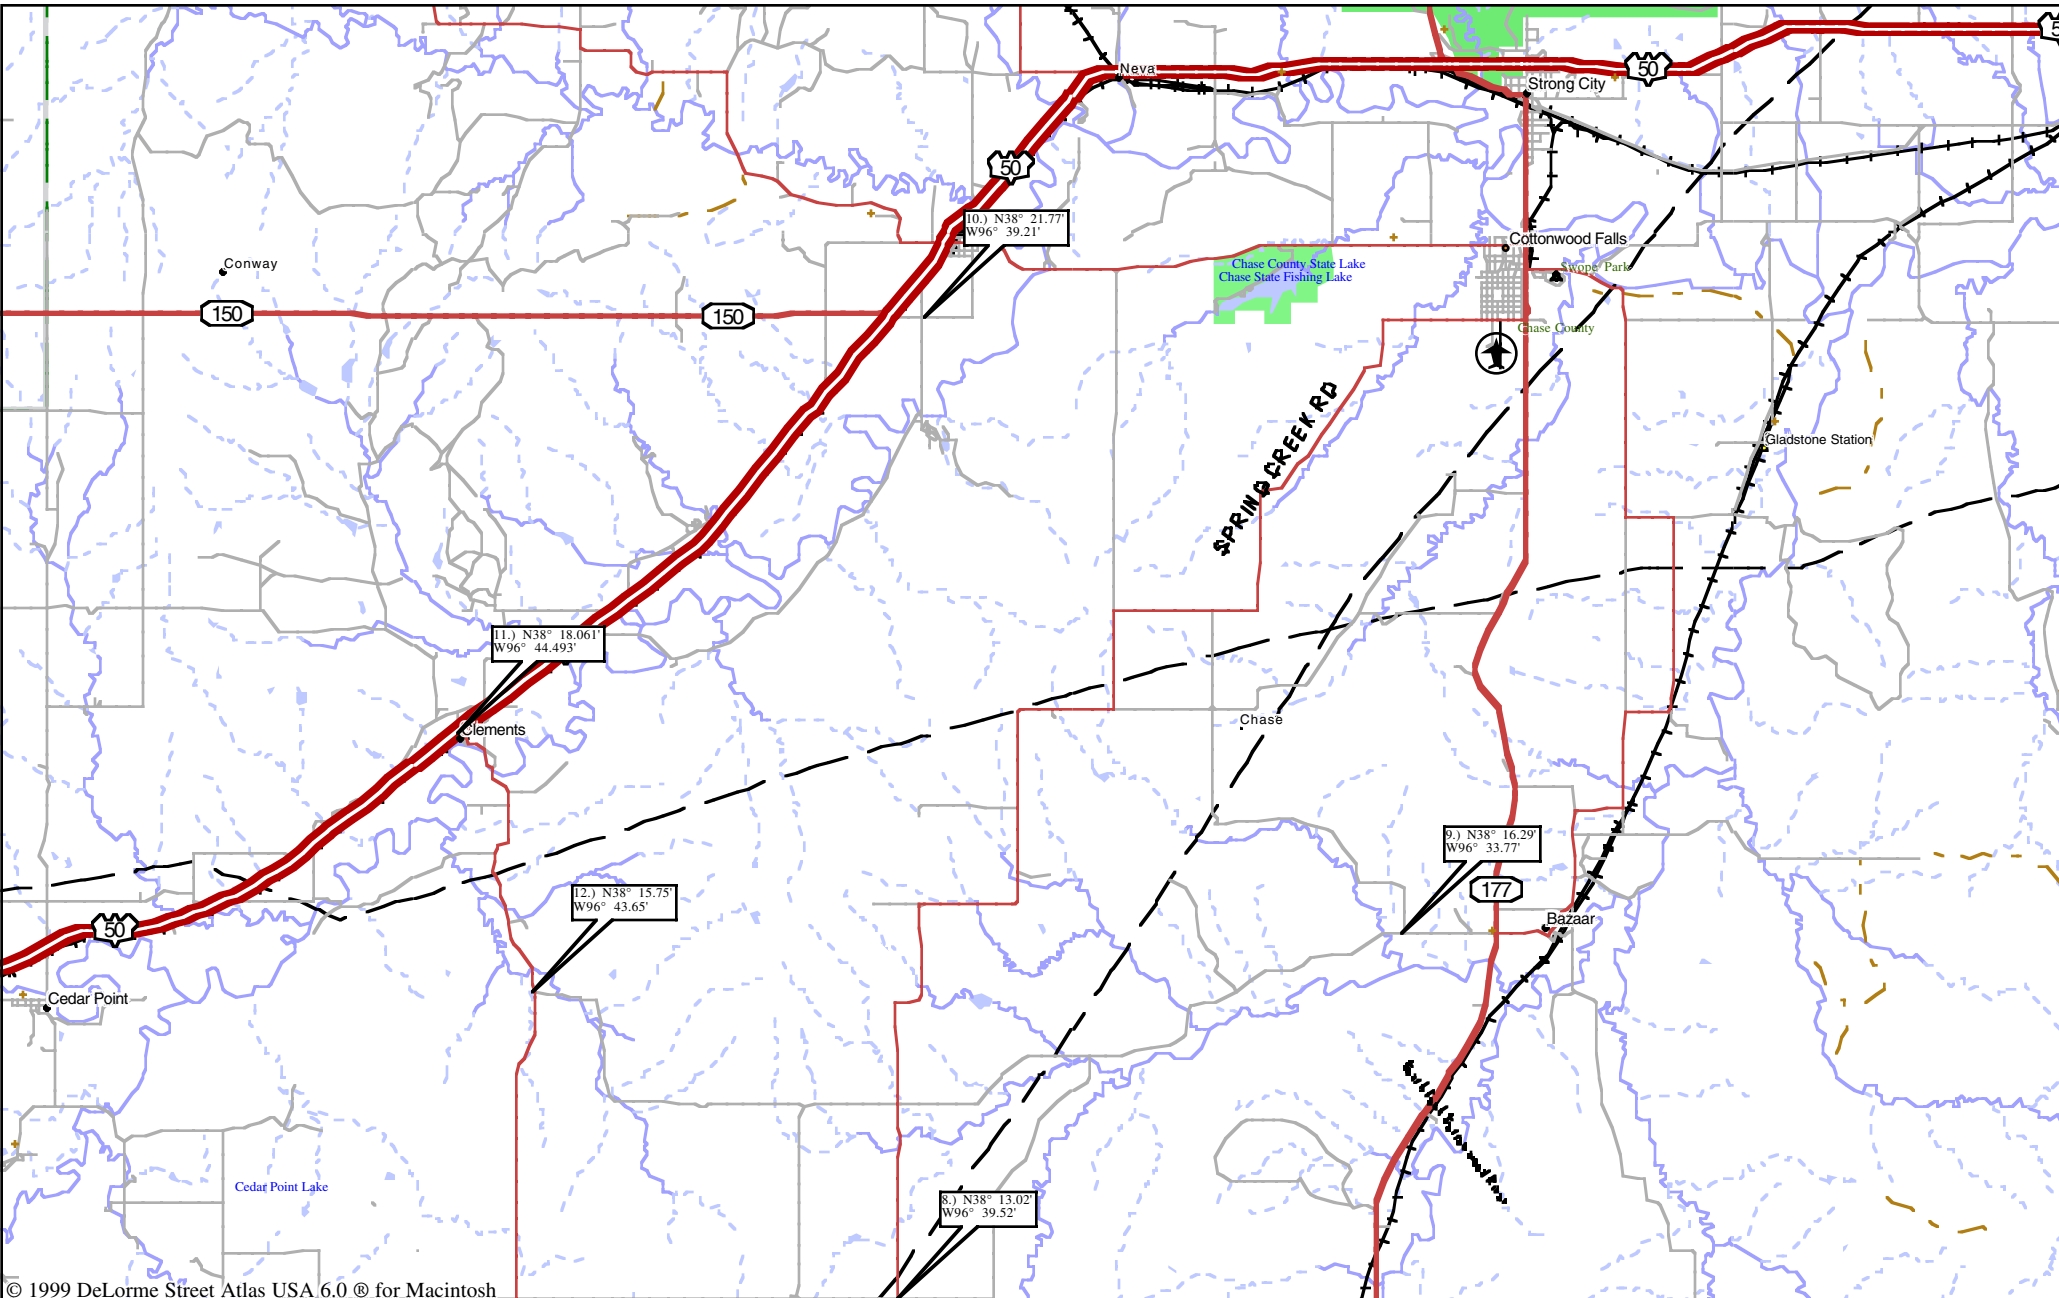 50
Neva
50
Strong City
10.) N38° 21.77'
W96° 39.21'
50
Cottonwood Falls
Conway
Chase County State Lake
Chase State Fishing Lake
Swope Park
150
150
Chase County
SPRING CREEK RD
Gladstone Station
11.) N38° 18.061'
W96° 44.493'
Clements
Chase
9.) N38° 16.29'
W96° 33.77'
12.) N38° 15.75'
W96° 43.65'
177
50
Bazaar
Cedar Point
Cedar Point Lake
8.) N38° 13.02'
W96° 39.52'
© 1999 DeLorme Street Atlas USA 6.0 ® for Macintosh